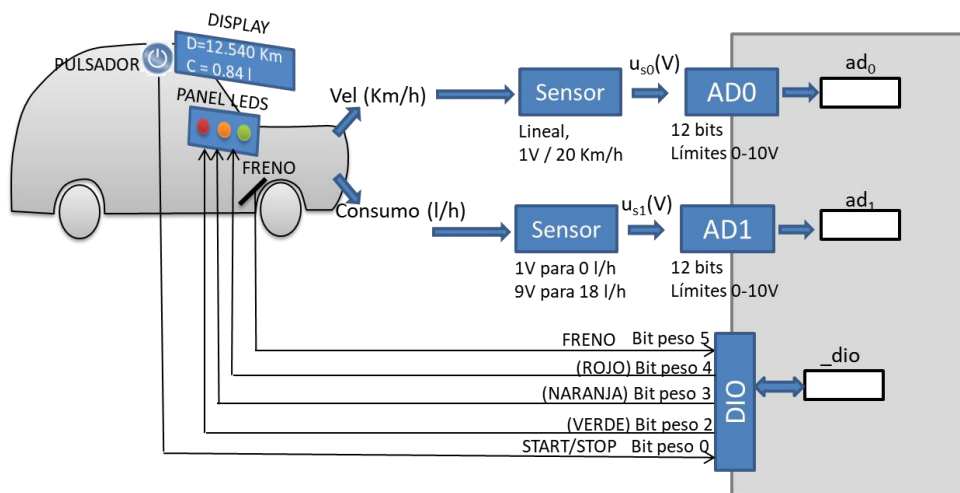 DISPLAY
D=12.540 Km
C = 0.84 l
PULSADOR
PANEL LEDS
FRENO
Vel (Km/h)
Sensor
Lineal,
1V / 20 Km/h
us0(V)
AD0
12 bits
Límites 0-10V
ad0
Consumo (l/h)
Sensor
1V para 0 l/h
9V para 18 l/h
us1(V)
AD1
12 bits
Límites 0-10V
ad1
FRENO Bit peso 5
(ROJO) Bit peso 4
(NARANJA) Bit peso 3
(VERDE) Bit peso 2
START/STOP Bit peso 0
DIO
_dio